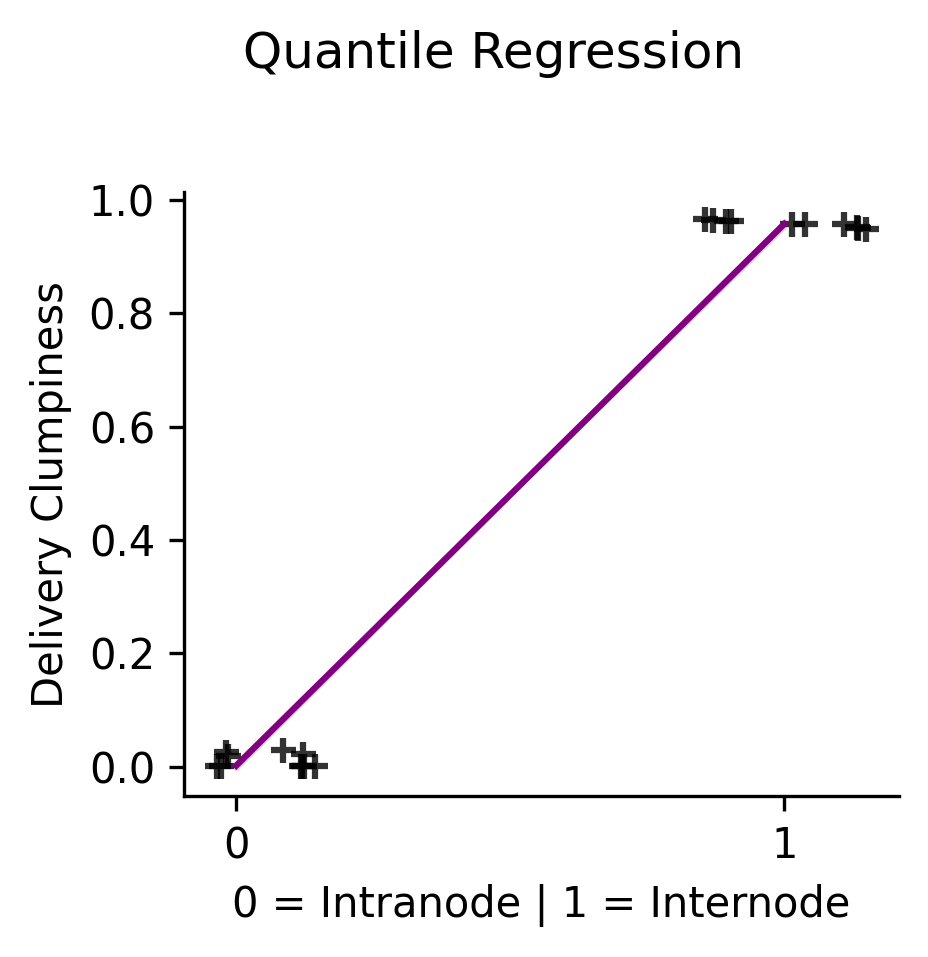 Quantile Regression
1.0
0.8
0.6
0.4
0.2
0.0
Delivery Clumpiness
0 1
0 = Intranode | 1 = Internode